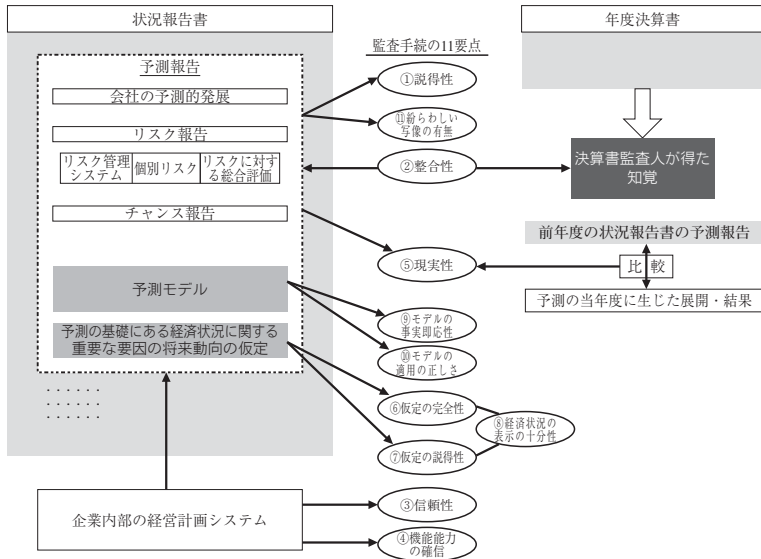 状況報告書
予測報告
会社の予測的発展
リスク報告
リスク管理
システム
個別リスク
リスクに対す
る総合評価
チャンス報告
予測モデル
予測の基礎にある経済状況に関する
重要な要因の将来動向の仮定
・・・・・・
・・・・・・
企業内部の経営計画システム
監査手続の11要点
①説得性
⑪紛らわしい
写像の有無
②整合性
⑤現実性
⑨モデルの
事実即応性
⑩モデルの
適用の正しさ
⑥仮定の完全性
⑧経済状況の
表示の十分性
⑦仮定の説得性
③信頼性
④機能能力
の確信
年度決算書
決算書監査人が得た
知覚
前年度の状況報告書の予測報告
比 較
予測の当年度に生じた展開・結果